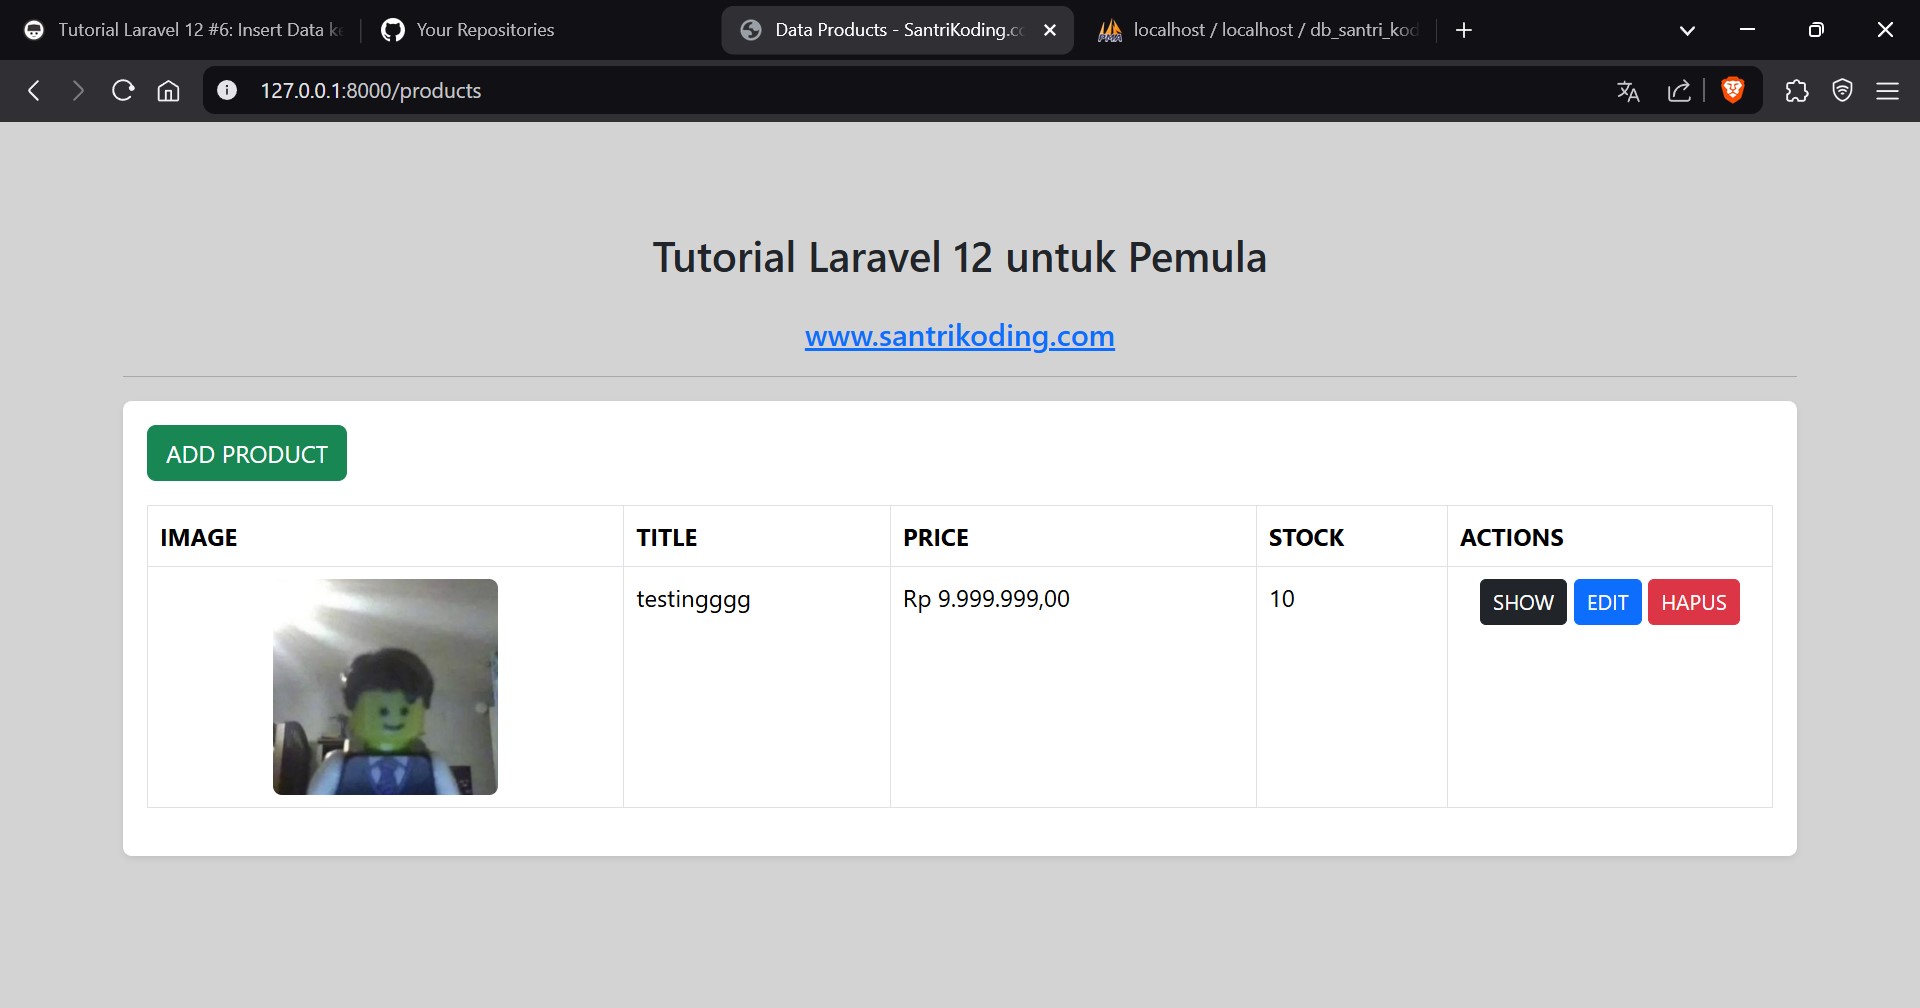 Tutorial Laravel 12 #6: Insert Data ke
Your Repositories
Data Products - SantriKoding.co
localhost / localhost / db_santri_kod
127.0.0.1:8000/products
Tutorial Laravel 12 untuk Pemula
www.santrikoding.com
ADD PRODUCT
IMAGE TITLE PRICE STOCK ACTIONS
testingggg Rp 9.999.999,00 10 SHOW EDIT HAPUS